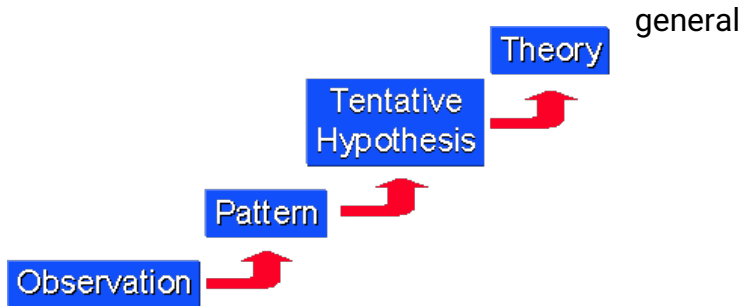 general
Theory
Tentative
Hypothesis
Pattern
Observation